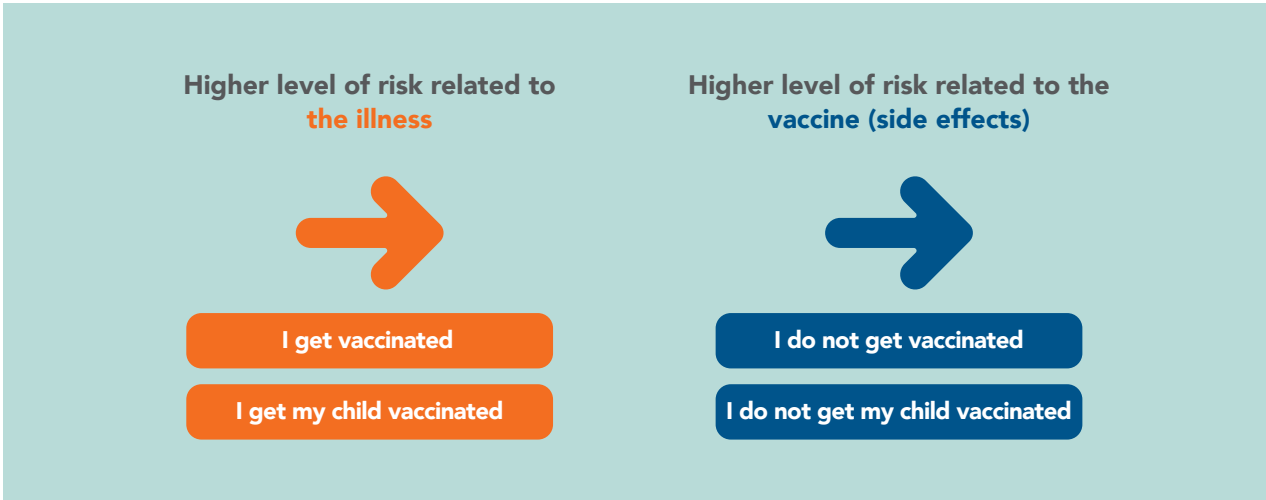 Higher level of risk related to
the illness
I get vaccinated
I get my child vaccinated
Higher level of risk related to the
vaccine (side effects)
I do not get vaccinated
I do not get my child vaccinated